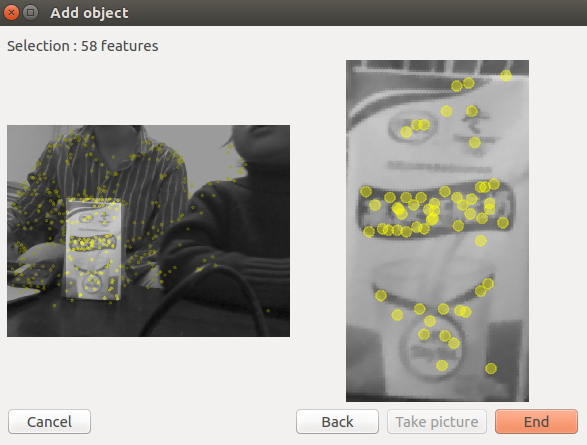 Add object
Selection : 58 features
Cancel
Back
Take picture
End